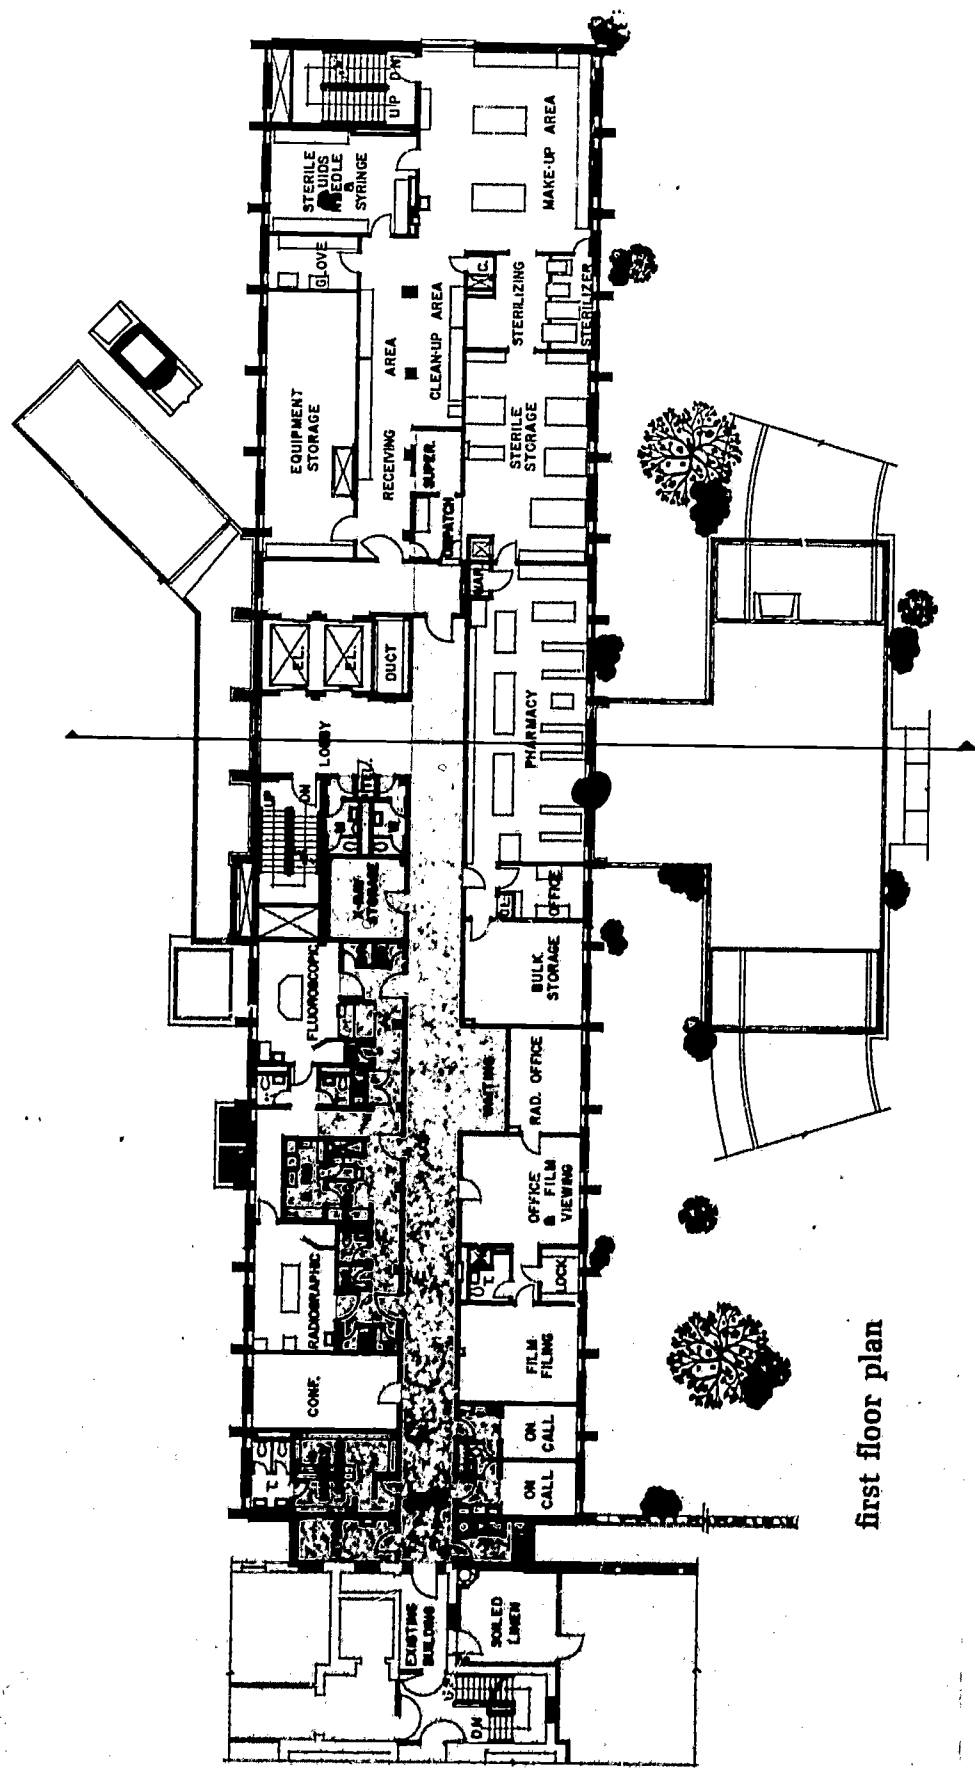 UP DN
STERILE
NEEDLE
&
SYRINGE
GLOVE
MAKE-UP AREA
EQUIPMENT
STORAGE
RECEIVING AREA
CLEAN-UP AREA
C.
STERILIZING
STERILIZER
SUPER.
DISPATCH
STERILE
STORAGE
EL.
EL.
DUCT
LOBBY
TEL.
M
W
PHARMACY
UP
DN
X-RAY
STORAGE
OFFICE
BULK
STORAGE
FLUOROSCOPIC
WAITING
RAD. OFFICE
OFFICE
& FILM
VIEWING
RADIOGRAPHIC
T.
LOCK
CONF.
FILM
FILING
T.
ON
CALL
ON
CALL
EXISTING
BUILDING
SOILED
LINEN
DN
first floor plan